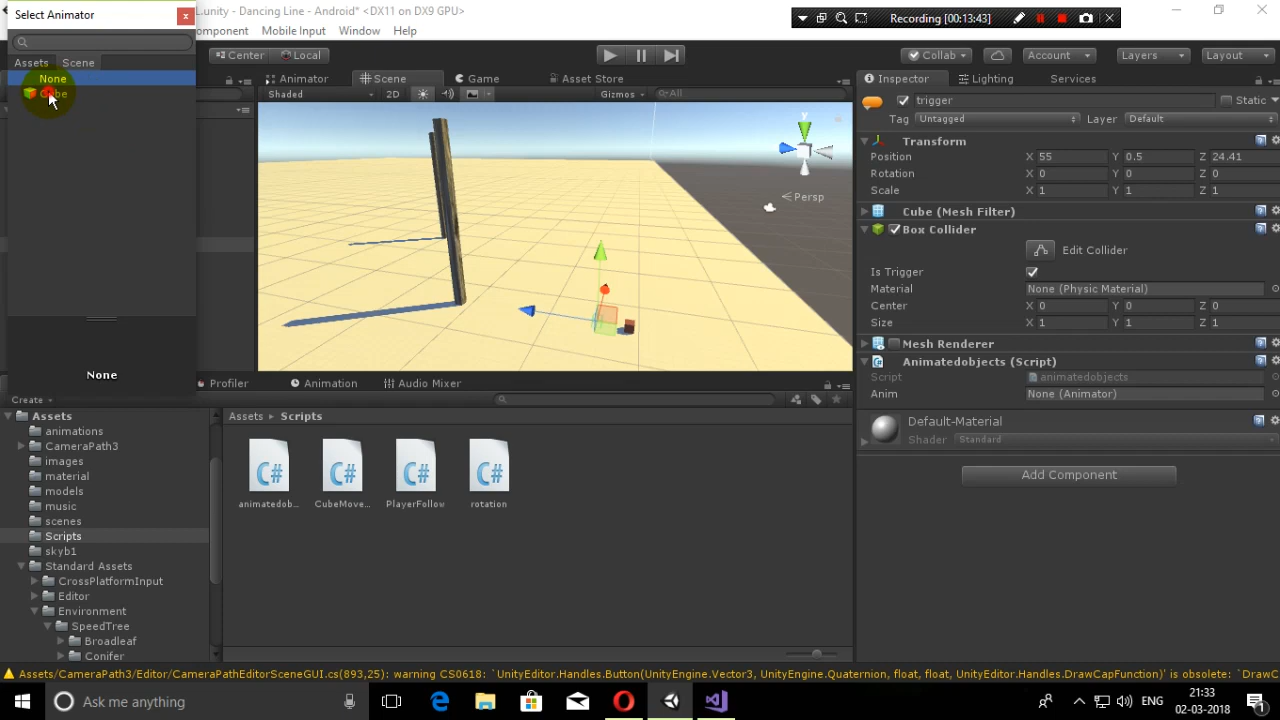 Select Animator
L.unity - Dancing Line - Android* <DX11 on DX9 GPU>
Recording [00:13:43]
omponent Mobile Input Window Help
Center Local
Collab Account Layers Layout
Assets Scene
None
Cube
None
Animator Scene Game Asset Store
Shaded 2D Gizmos All
y
Persp
Inspector Lighting Services
trigger Static
Tag Untagged Layer Default
Transform
Position X 55 Y 0.5 Z 24.41
Rotation X 0 Y 0 Z 0
Scale X 1 Y 1 Z 1
Cube (Mesh Filter)
Box Collider
Edit Collider
Is Trigger
Material None (Physic Material)
Center X 0 Y 0 Z 0
Size X 1 Y 1 Z 1
Mesh Renderer
Animatedobjects (Script)
Script animatedobjects
Anim None (Animator)
Default-Material
Shader Standard
Add Component
Profiler Animation Audio Mixer
Create
Assets
animations
CameraPath3
images
material
models
music
scenes
Scripts
skyb1
Standard Assets
CrossPlatformInput
Editor
Environment
SpeedTree
Broadleaf
Conifer
Assets ▸ Scripts
C# C# C# C#
animatedob... CubeMove... PlayerFollow rotation
Assets/CameraPath3/Editor/CameraPathEditorSceneGUI.cs(893,25): warning CS0618: `UnityEditor.Handles.Button(UnityEngine.Vector3, UnityEngine.Quaternion, float, float, UnityEditor.Handles.DrawCapFunction)' is obsolete: `DrawC
Ask me anything
ENG
21:33
02-03-2018
1